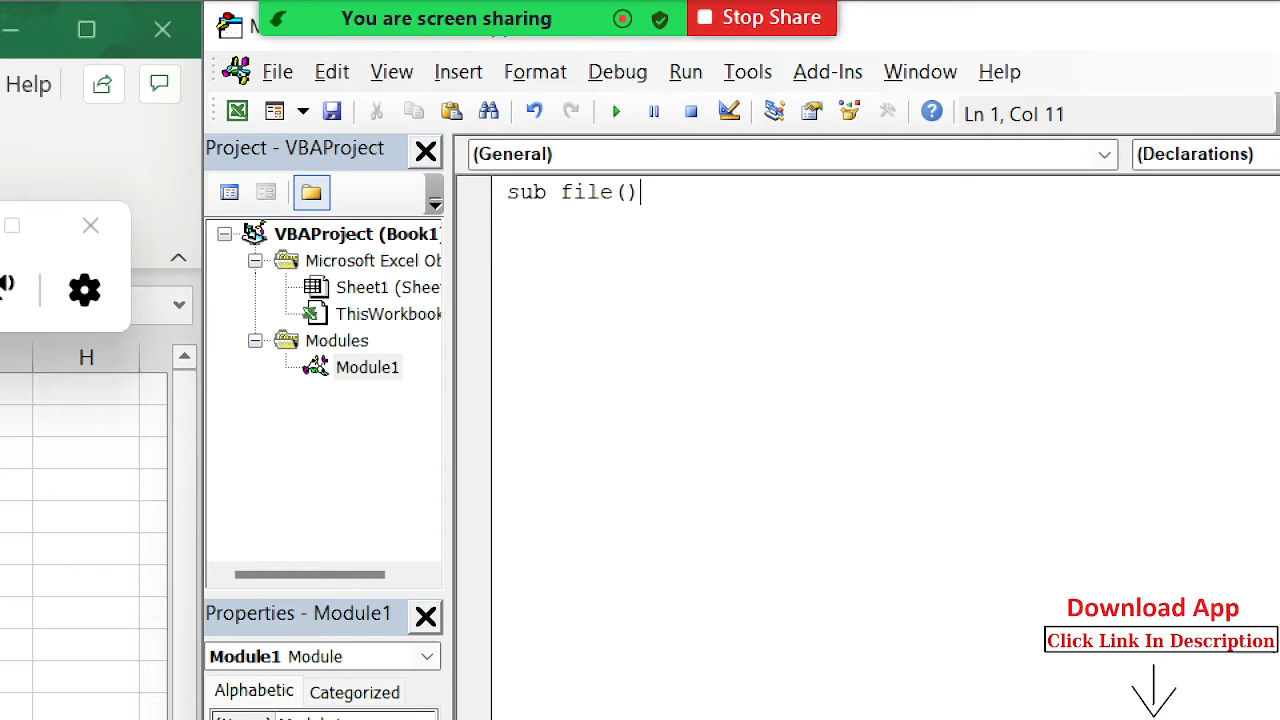 You are screen sharing
Stop Share
Help
File Edit View Insert Format Debug Run Tools Add-Ins Window Help
Ln 1, Col 11
Project - VBAProject
(General)
(Declarations)
sub file()
VBAProject (Book1)
Microsoft Excel Ob
Sheet1 (Shee
ThisWorkbook
Modules
Module1
H
Properties - Module1
Module1 Module
Alphabetic Categorized
Download App
Click Link In Description